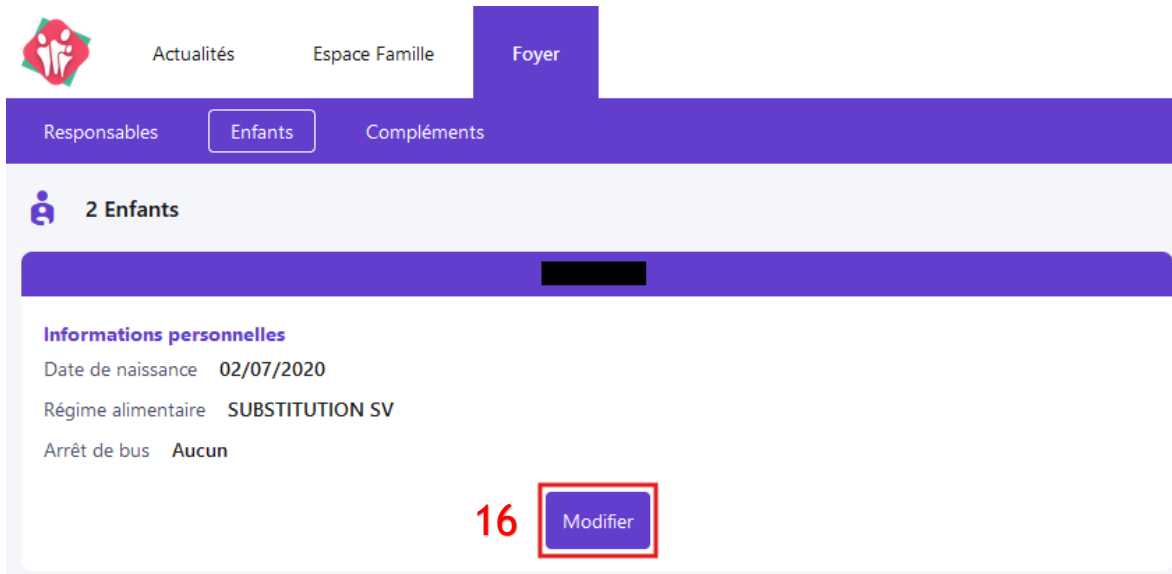 Actualités Espace Famille Foyer
Responsables Enfants Compléments
2 Enfants
Informations personnelles
Date de naissance 02/07/2020
Régime alimentaire SUBSTITUTION SV
Arrêt de bus Aucun
16 Modifier